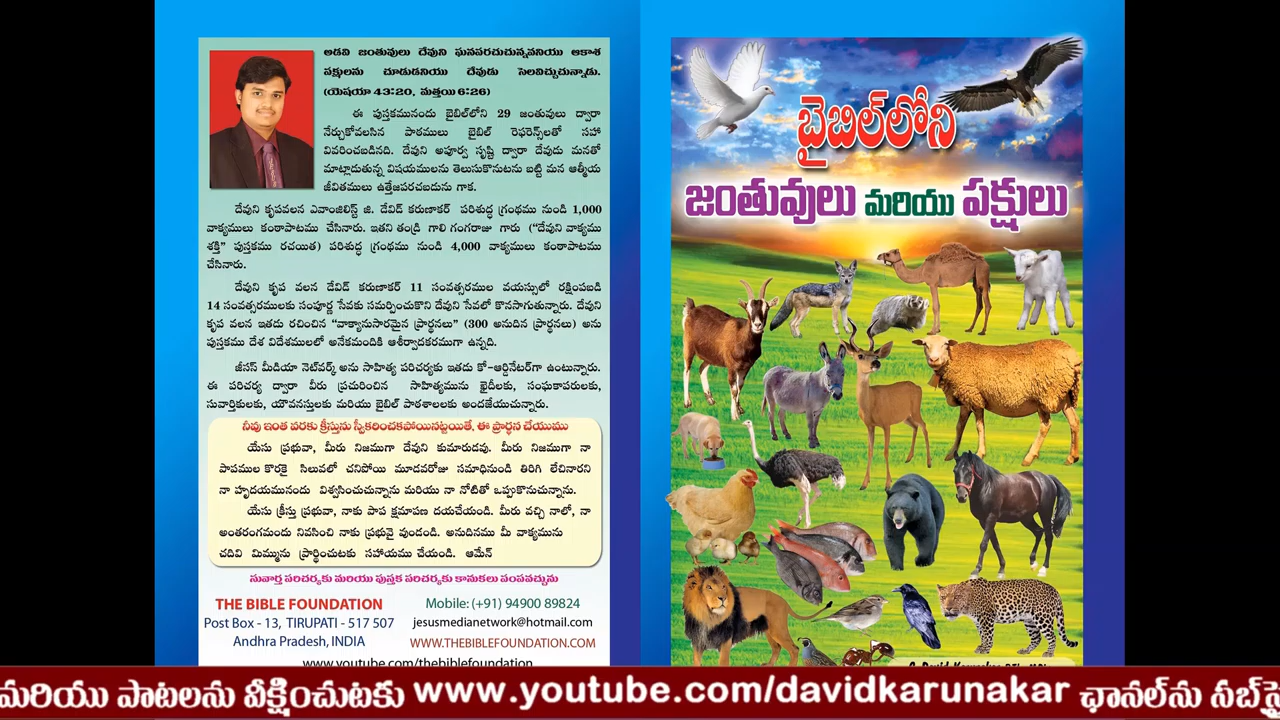 అడవి జంతువులు దేవుని ఘనపరచుచున్నవనియు ఆకాశ
పక్షులను చూడుడనియు దేవుడు సెలవిచ్చుచున్నాడు.
(యెషయా 43:20, మత్తయి 6:26)
ఈ పుస్తకమునందు బైబిల్‌లోని 29 జంతువులు ద్వారా
నేర్చుకోవలసిన పాఠములు బైబిల్ రెఫరెన్స్‌లతో సహా
వివరించబడినది. దేవుని అపూర్వ సృష్టి ద్వారా దేవుడు మనతో
మాట్లాడుతున్న విషయములను తెలుసుకొనుటను బట్టి మన ఆత్మీయ
జీవితములు ఉత్తేజపరచబడును గాక.
దేవుని కృపవలన ఎవాంజలిస్ట్ జి. డేవిడ్ కరుణాకర్ పరిశుద్ధ గ్రంథము నుండి 1,000
వాక్యములు కంఠాపాటము చేసినారు. ఇతని తండ్రి గాలి గంగరాజు గారు ("దేవుని వాక్యము
శక్తి" పుస్తకము రచయిత) పరిశుద్ధ గ్రంథము నుండి 4,000 వాక్యములు కంఠాపాటము
చేసినారు.
దేవుని కృప వలన దేవిడ్ కరుణాకర్ 11 సంవత్సరముల వయస్సులో రక్షింపబడి
14 సంవత్సరములకు సంపూర్ణ సేవకు సమర్పించుకొని దేవుని సేవలో కొనసాగుతున్నారు. దేవుని
కృప వలన ఇతడు రచించిన "వాక్యానుసారమైన ప్రార్థనలు" (300 అనుదిన ప్రార్థనలు) అను
పుస్తకము దేశ విదేశములలో అనేకమందికి ఆశీర్వాదకరముగా ఉన్నది.
జీసస్ మీడియా నెట్‌వర్క్ అను సాహిత్య పరిచర్యకు ఇతడు కో-ఆర్డినేటర్‌గా ఉంటున్నారు.
ఈ పరిచర్య ద్వారా వీరు ప్రచురించిన సాహిత్యమును ఖైదీలకు, సంఘకాపరులకు,
సువార్తికులకు, యౌవనస్తులకు మరియు బైబిల్ పాఠశాలలకు అందజేయుచున్నారు.
నీవు ఇంత వరకు క్రీస్తును స్వీకరించకపోయినట్లయితే, ఈ ప్రార్థన చేయుము
యేసు ప్రభువా, మీరు నిజముగా దేవుని కుమారుడవు. మీరు నిజముగా నా
పాపముల కొరకై సిలువలో చనిపోయి మూడవరోజు సమాధినుండి తిరిగి లేచినారని
నా హృదయమునందు విశ్వసించుచున్నాను మరియు నా నోటితో ఒప్పుకొనుచున్నాను.
యేసు క్రీస్తు ప్రభువా, నాకు పాప క్షమాపణ దయచేయండి. మీరు వచ్చి నాలో, నా
అంతరంగమందు నివసించి నాకు ప్రభువై వుందండి. అనుదినము మీ వాక్యమును
చదివి మిమ్మును ప్రార్థించుటకు సహాయము చేయండి. ఆమేన్
సువార్త పరిచర్యకు మరియు పుస్తక పరిచర్యకు కానుకలు పంపవచ్చును
THE BIBLE FOUNDATION
Post Box - 13, TIRUPATI - 517 507
Andhra Pradesh, INDIA
Mobile: (+91) 94900 89824
jesusmedianetwork@hotmail.com
WWW.THEBIBLEFOUNDATION.COM
www.youtube.com/thebiblefoundation
బైబిల్‌లోని
జంతువులు మరియు పక్షులు
మరియు పాటలను వీక్షించుటకు www.youtube.com/davidkarunakar ఛానల్‌ను సబ్‌స్క్రై